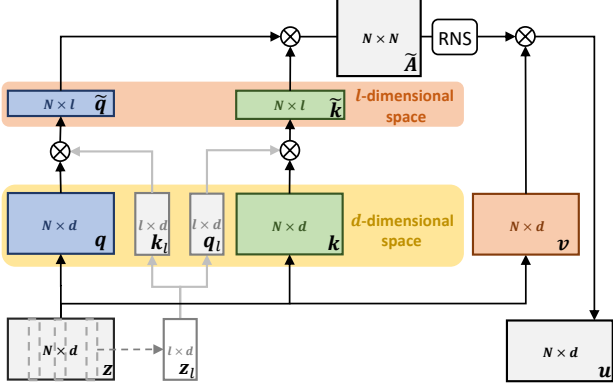 N × N
Ã
RNS
N × l
q̃
N × l
k̃
l-dimensional
space
N × d
q
l × d
k_l
l × d
q_l
N × d
k
d-dimensional
space
N × d
v
N × d
z
l × d
z_l
N × d
u